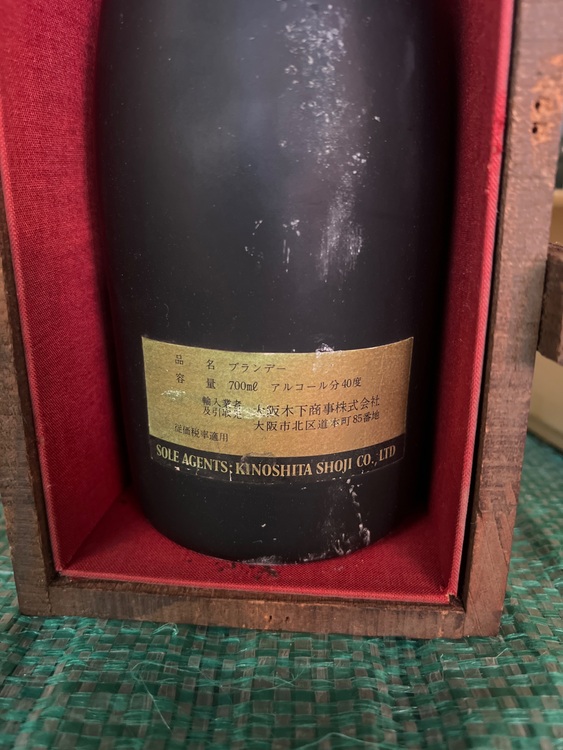 品 名 ブランデー
容 量 700mℓ アルコール分40度
輸入業者 大阪木下商事株式会社
及引取先 大阪市北区道本町85番地
従価税率適用
SOLE AGENTS; KINOSHITA SHOJI CO., LTD